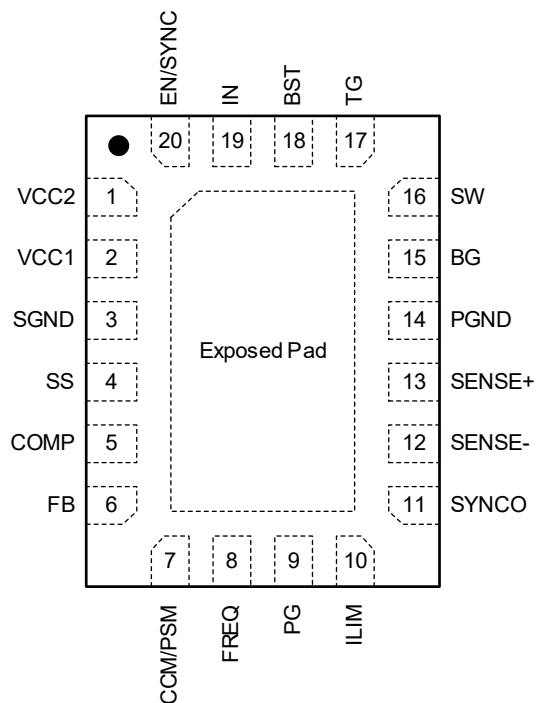 EN/SYNC
IN
BST
TG
20
19
18
17
VCC2 1
16 SW
VCC1 2
15 BG
SGND 3
14 PGND
Exposed Pad
SS 4
13 SENSE+
COMP 5
12 SENSE-
FB 6
11 SYNCO
7
8
9
10
CCM/PSM
FREQ
PG
ILIM